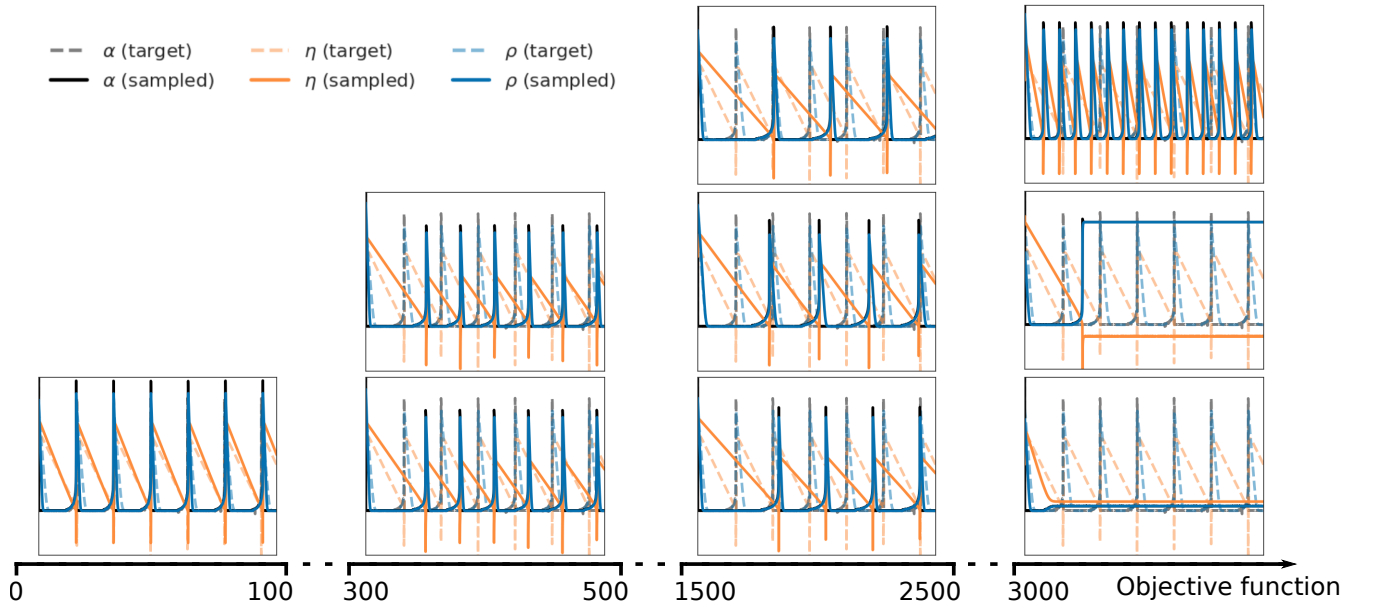 α (target) η (target) ρ (target)
α (sampled) η (sampled) ρ (sampled)
0 100 300 500 1500 2500 3000 Objective function